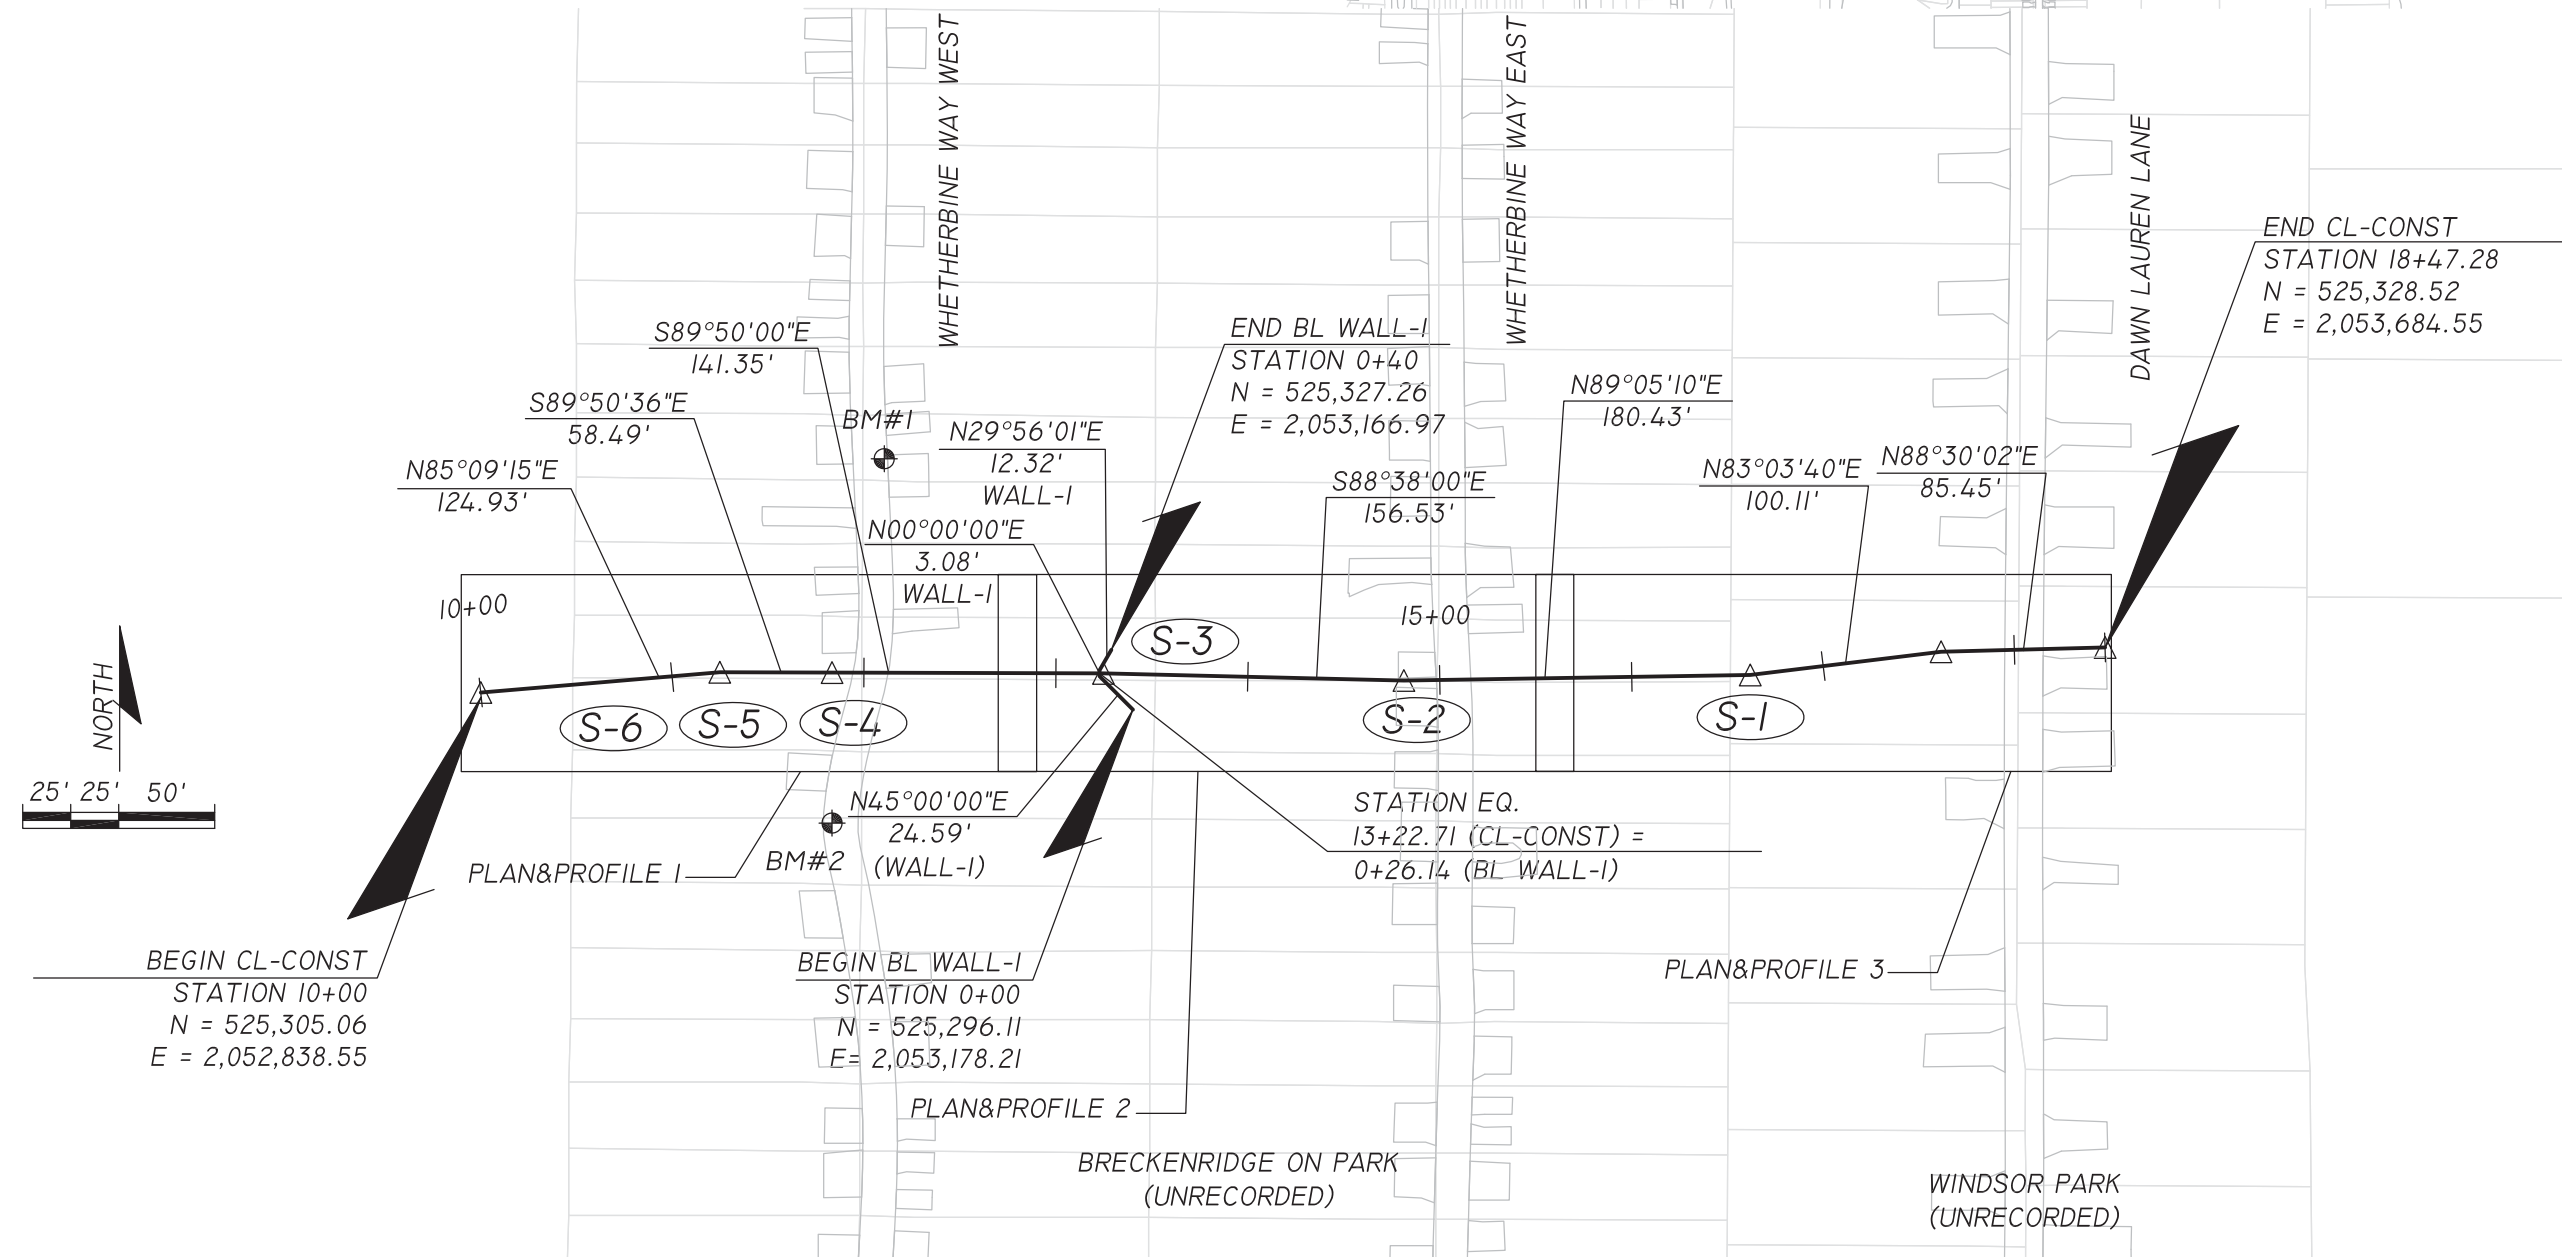 WHETHERBINE WAY WEST
WHETHERBINE WAY EAST
DAWN LAUREN LANE
END CL-CONST
STATION 18+47.28
N = 525,328.52
E = 2,053,684.55
S89°50'00"E
141.35'
END BL WALL-1
STATION 0+40
N = 525,327.26
E = 2,053,166.97
S89°50'36"E
58.49'
BM#1
N29°56'01"E
12.32'
WALL-1
N89°05'10"E
180.43'
N85°09'15"E
124.93'
S88°38'00"E
156.53'
N83°03'40"E
100.11'
N88°30'02"E
85.45'
N00°00'00"E
3.08'
WALL-1
10+00
15+00
S-3
S-6
S-5
S-4
S-2
S-1
NORTH
25' 25' 50'
N45°00'00"E
24.59'
(WALL-1)
BM#2
STATION EQ.
13+22.71 (CL-CONST) =
0+26.14 (BL WALL-1)
PLAN&PROFILE 1
BEGIN CL-CONST
STATION 10+00
N = 525,305.06
E = 2,052,838.55
BEGIN BL WALL-1
STATION 0+00
N = 525,296.11
E= 2,053,178.21
PLAN&PROFILE 3
PLAN&PROFILE 2
BRECKENRIDGE ON PARK
(UNRECORDED)
WINDSOR PARK
(UNRECORDED)